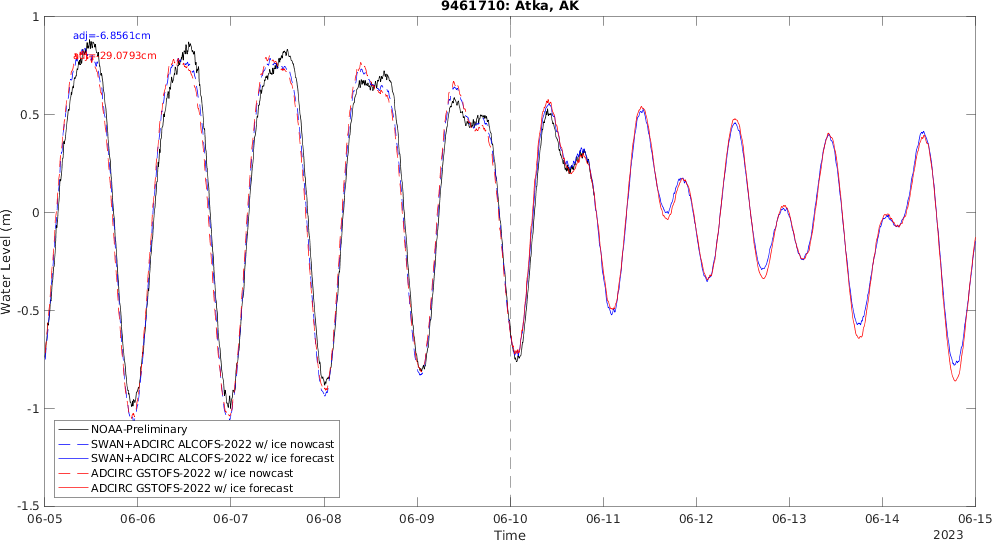 9461710: Atka, AK
adj=-6.8561cm
adj=-29.0793cm
1
0.5
0
-0.5
-1
-1.5
Water Level (m)
NOAA-Preliminary
SWAN+ADCIRC ALCOFS-2022 w/ ice nowcast
SWAN+ADCIRC ALCOFS-2022 w/ ice forecast
ADCIRC GSTOFS-2022 w/ ice nowcast
ADCIRC GSTOFS-2022 w/ ice forecast
06-05 06-06 06-07 06-08 06-09 06-10 06-11 06-12 06-13 06-14 06-15
Time
2023